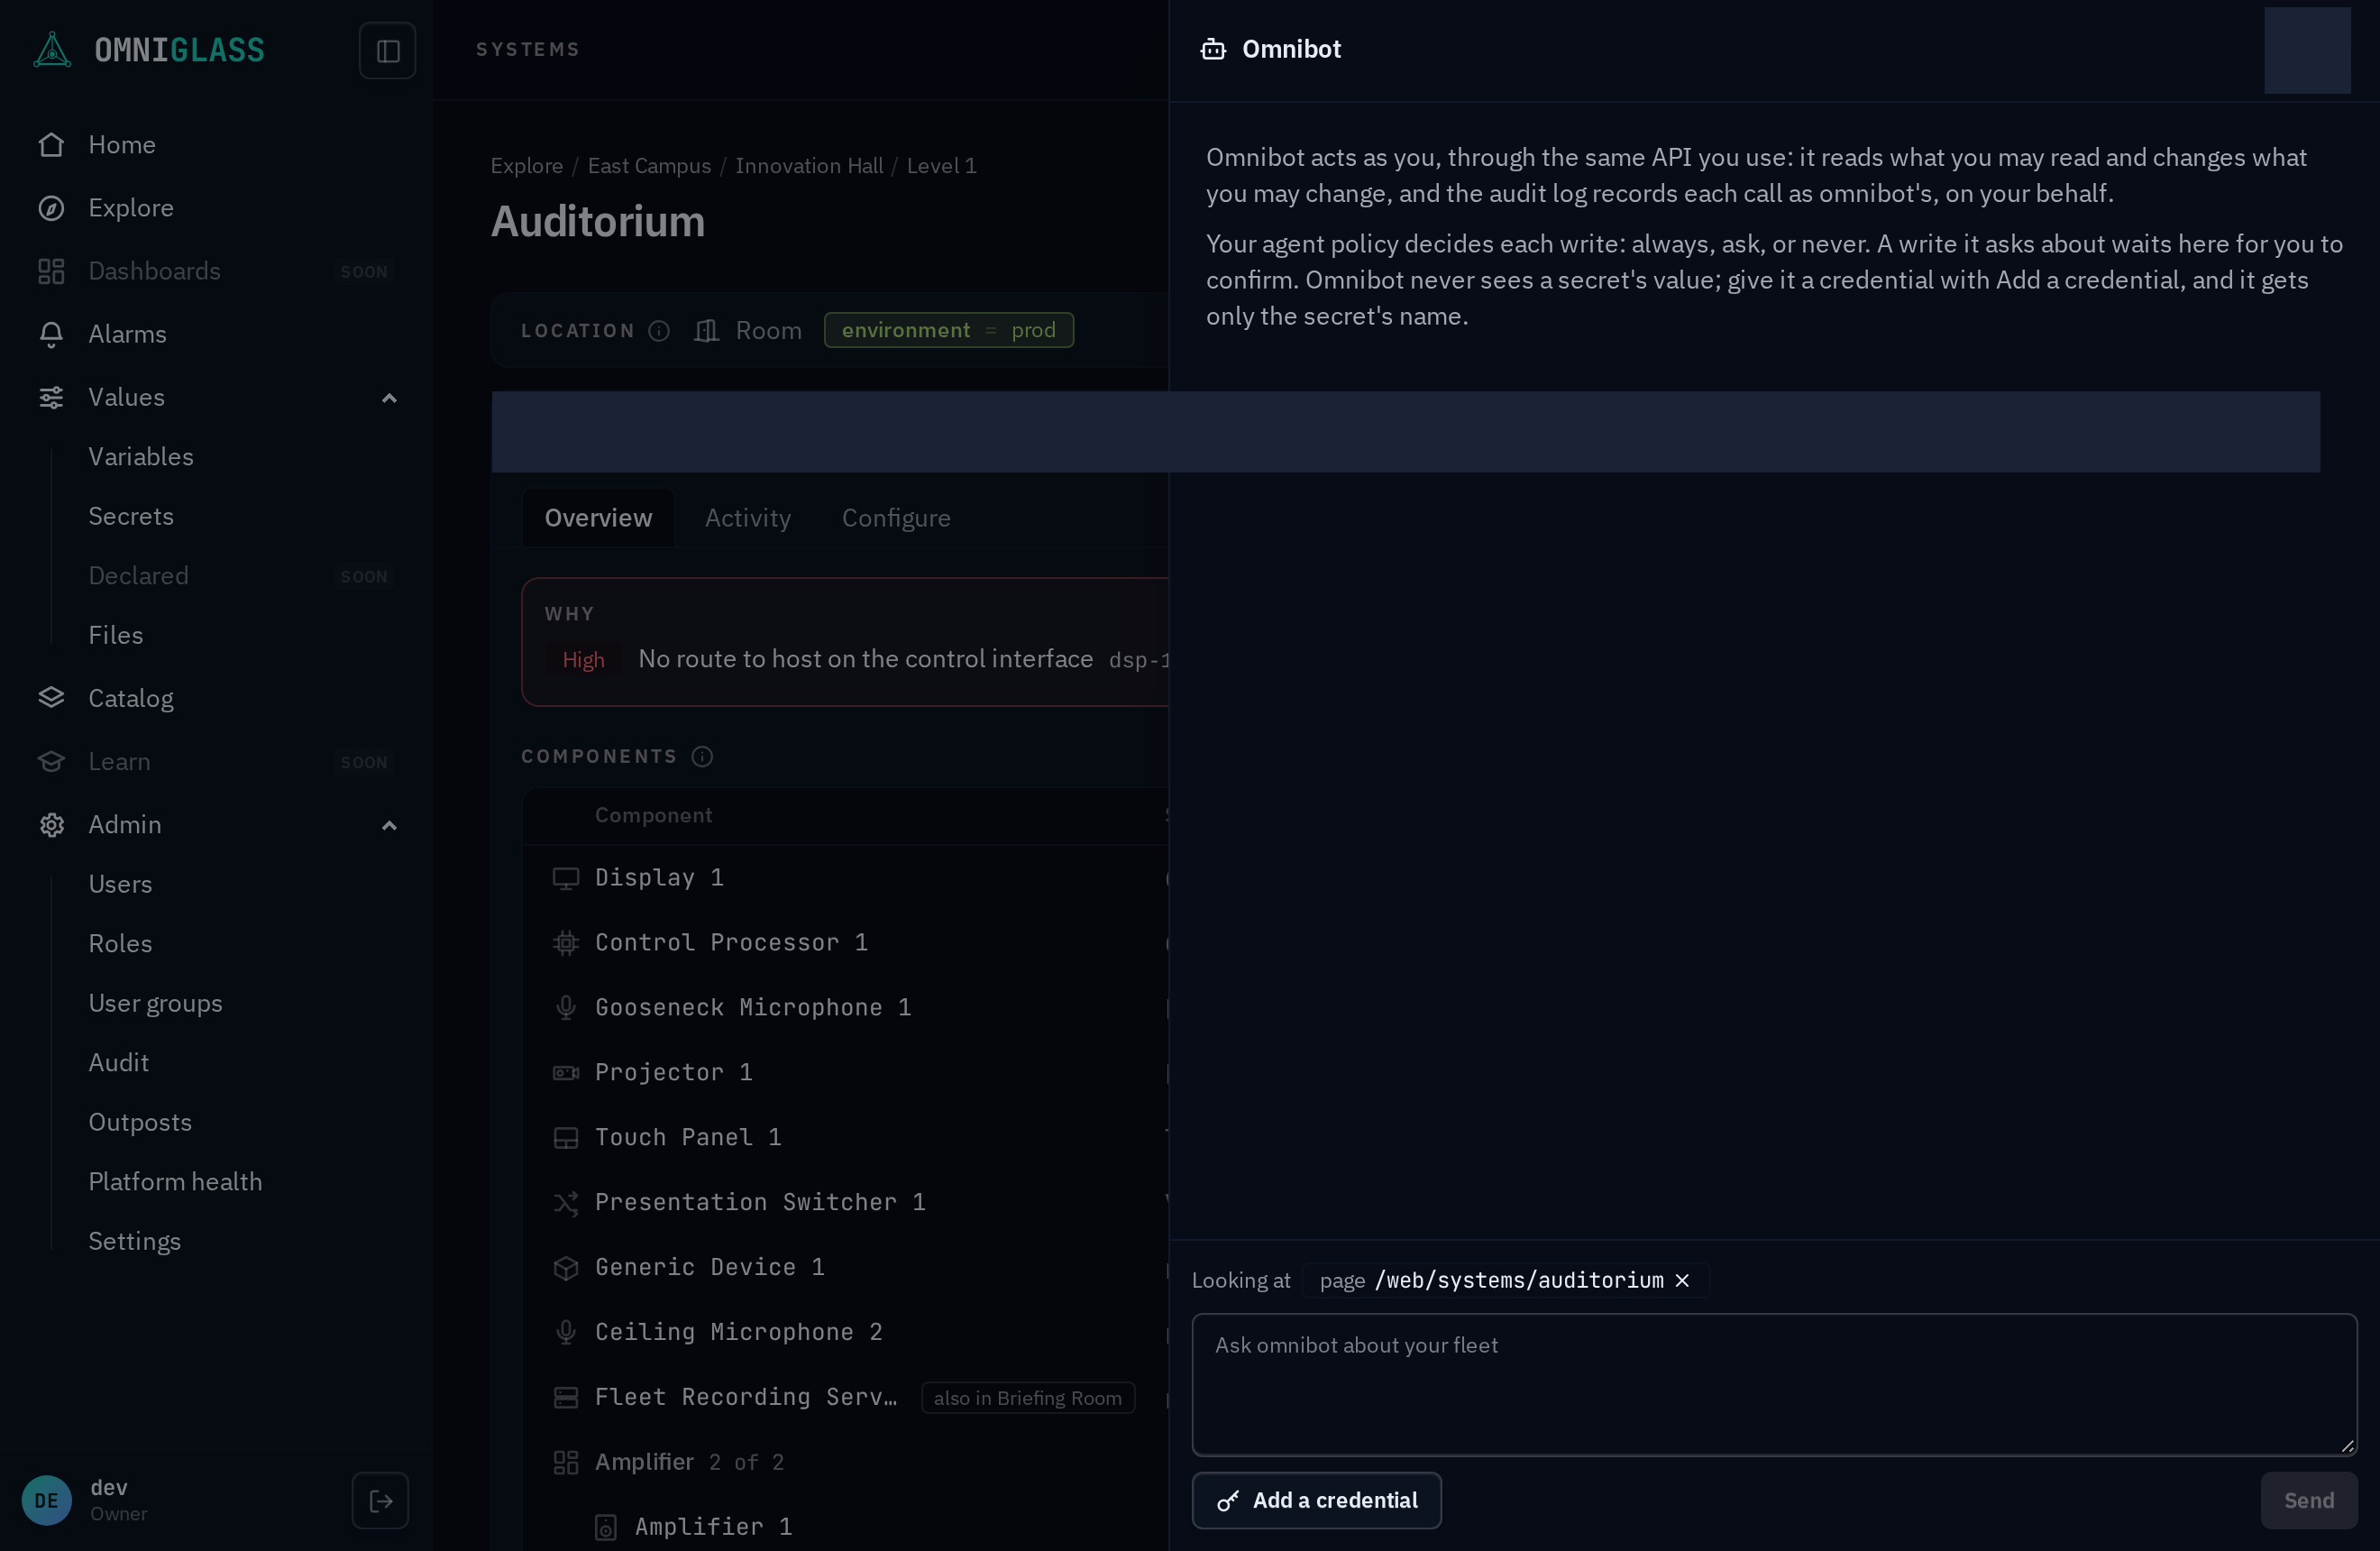 OMNIGLASS
Home
Explore
Dashboards SOON
Alarms
Values
Variables
Secrets
Declared SOON
Files
Catalog
Learn SOON
Admin
Users
Roles
User groups
Audit
Outposts
Platform health
Settings
DE dev
Owner
SYSTEMS
Explore / East Campus / Innovation Hall / Level 1
Auditorium
LOCATION Room environment = prod
Overview Activity Configure
WHY
High No route to host on the control interface dsp-1
COMPONENTS
Component
Display 1
Control Processor 1
Gooseneck Microphone 1
Projector 1
Touch Panel 1
Presentation Switcher 1
Generic Device 1
Ceiling Microphone 2
Fleet Recording Serv… also in Briefing Room
Amplifier 2 of 2
Amplifier 1
Omnibot
Omnibot acts as you, through the same API you use: it reads what you may read and changes what
you may change, and the audit log records each call as omnibot's, on your behalf.
Your agent policy decides each write: always, ask, or never. A write it asks about waits here for you to
confirm. Omnibot never sees a secret's value; give it a credential with Add a credential, and it gets
only the secret's name.
Looking at page /web/systems/auditorium
Ask omnibot about your fleet
Add a credential
Send